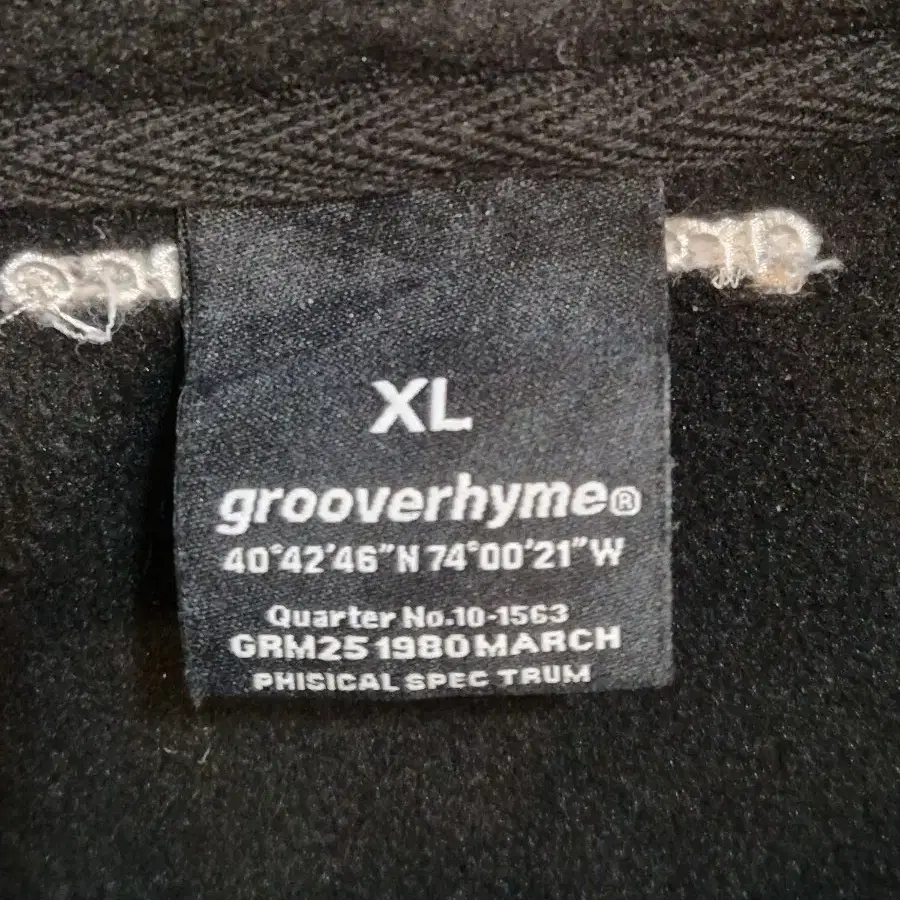 XL
grooverhyme®
40°42'46"N 74°00'21"W
Quarter No.10-1563
GRM25 1980 MARCH
PHISICAL SPEC TRUM